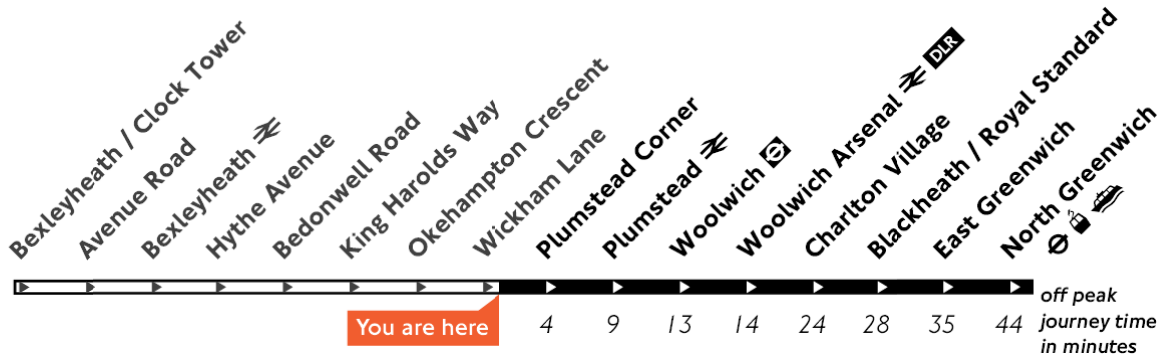 Bexleyheath / Clock Tower
Avenue Road
Bexleyheath
Hythe Avenue
Bedonwell Road
King Harolds Way
Okehampton Crescent
Wickham Lane
Plumstead Corner
Plumstead
Woolwich
Woolwich Arsenal DLR
Charlton Village
Blackheath / Royal Standard
East Greenwich
North Greenwich
You are here
4 9 13 14 24 28 35 44
off peak
journey time
in minutes